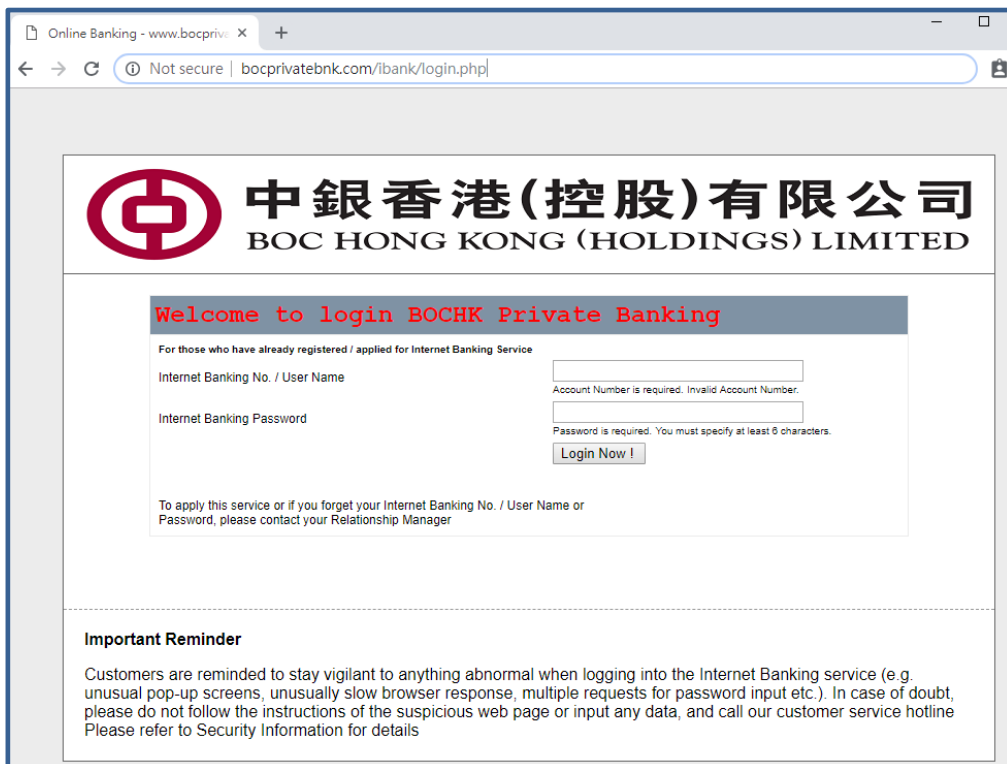 Online Banking - www.bocpriva
Not secure | bocprivatebnk.com/ibank/login.php
中銀香港(控股)有限公司
BOC HONG KONG (HOLDINGS) LIMITED
Welcome to login BOCHK Private Banking
For those who have already registered / applied for Internet Banking Service
Internet Banking No. / User Name
Account Number is required. Invalid Account Number.
Internet Banking Password
Password is required. You must specify at least 6 characters.
Login Now !
To apply this service or if you forget your Internet Banking No. / User Name or
Password, please contact your Relationship Manager
Important Reminder
Customers are reminded to stay vigilant to anything abnormal when logging into the Internet Banking service (e.g.
unusual pop-up screens, unusually slow browser response, multiple requests for password input etc.). In case of doubt,
please do not follow the instructions of the suspicious web page or input any data, and call our customer service hotline
Please refer to Security Information for details